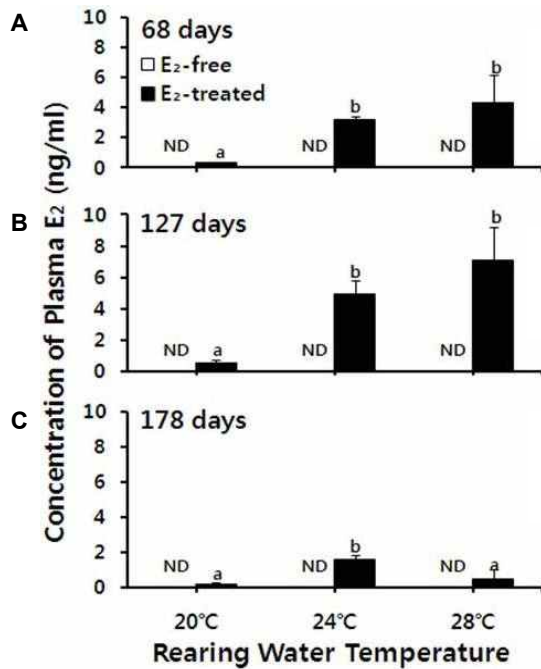 A
Concentration of Plasma E₂ (ng/ml)
10
8
6
4
2
0
68 days
E₂-free
E₂-treated
ND
a
ND
b
ND
b
B
10
8
6
4
2
0
127 days
ND
a
ND
b
ND
b
C
10
8
6
4
2
0
178 days
ND
a
ND
b
ND
a
20℃
24℃
28℃
Rearing Water Temperature